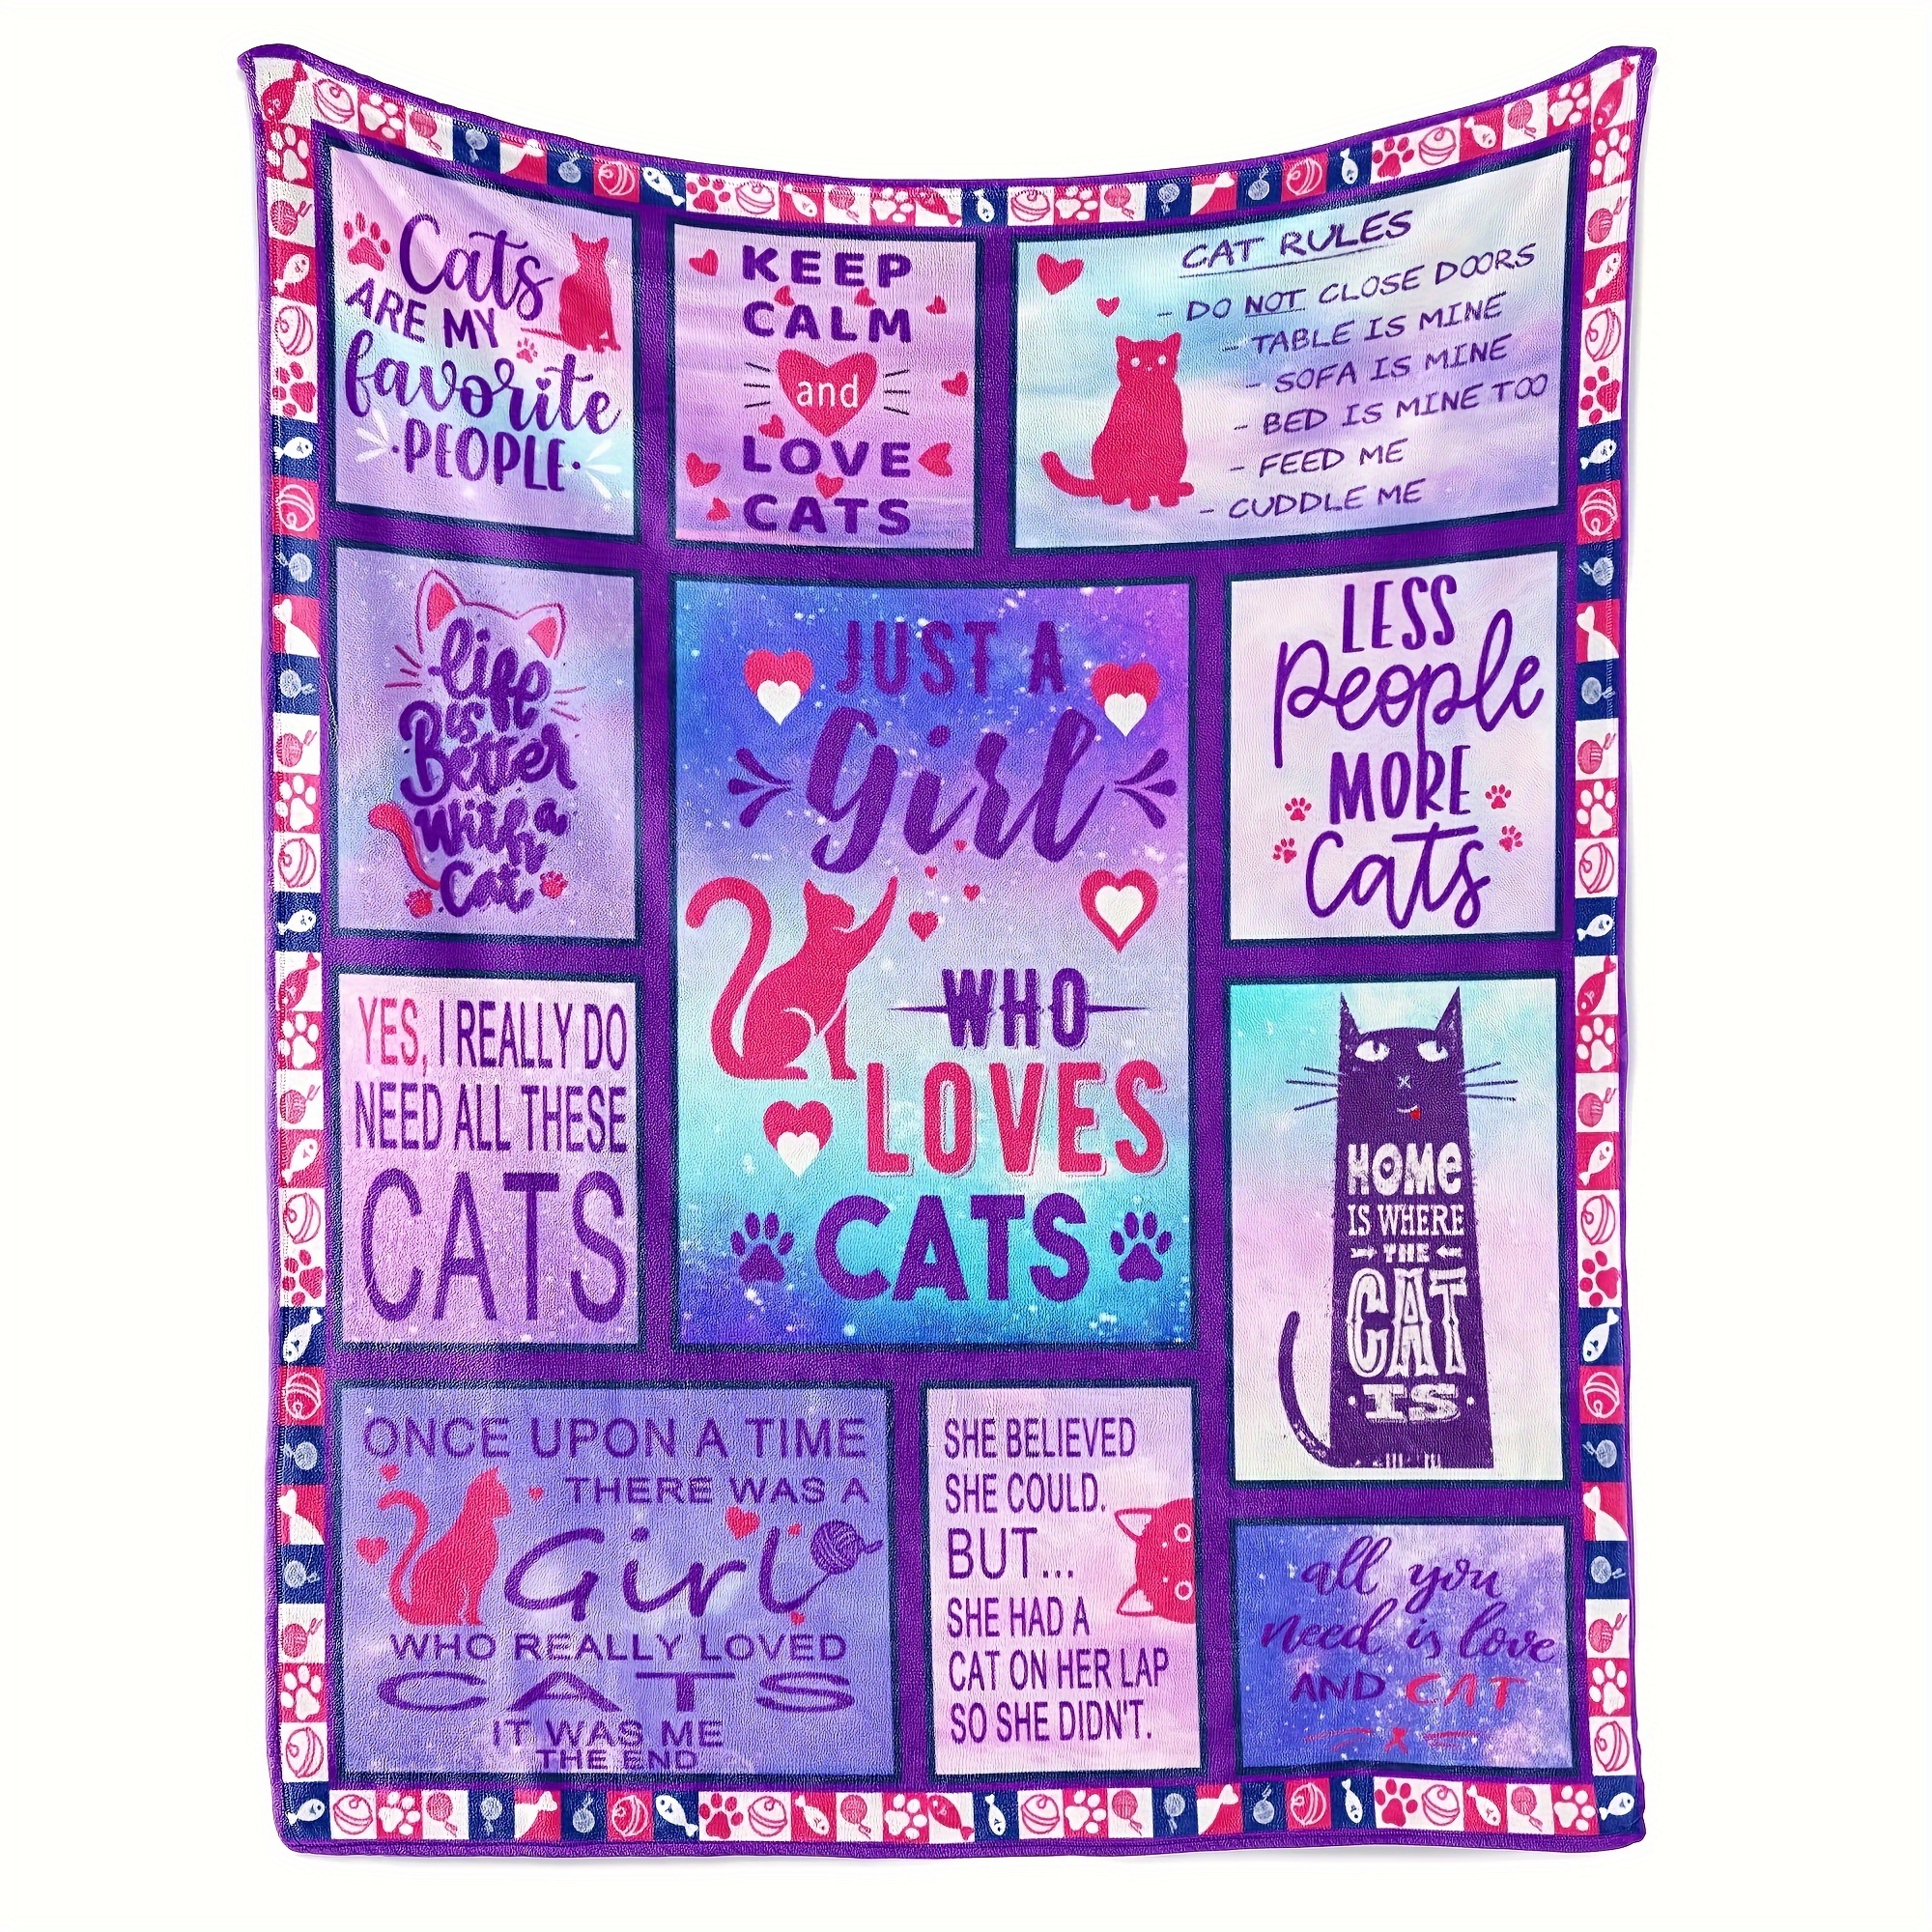 Cats
ARE MY
favorite
PEOPLE
KEEP
CALM
and
LOVE
CATS
CAT RULES
- DO NOT CLOSE DOORS
- TABLE IS MINE
- SOFA IS MINE
- BED IS MINE TOO
- FEED ME
- CUDDLE ME
life
is
Better
With a
Cat
JUST A
Girl
WHO
LOVES
CATS
LESS
People
MORE
Cats
YES, I REALLY DO
NEED ALL THESE
CATS
HOME
IS WHERE
THE
CAT
IS
ONCE UPON A TIME
THERE WAS A
Girl
WHO REALLY LOVED
CATS
IT WAS ME
THE END
SHE BELIEVED
SHE COULD.
BUT...
SHE HAD A
CAT ON HER LAP
SO SHE DIDN'T.
all you
need is love
AND CAT